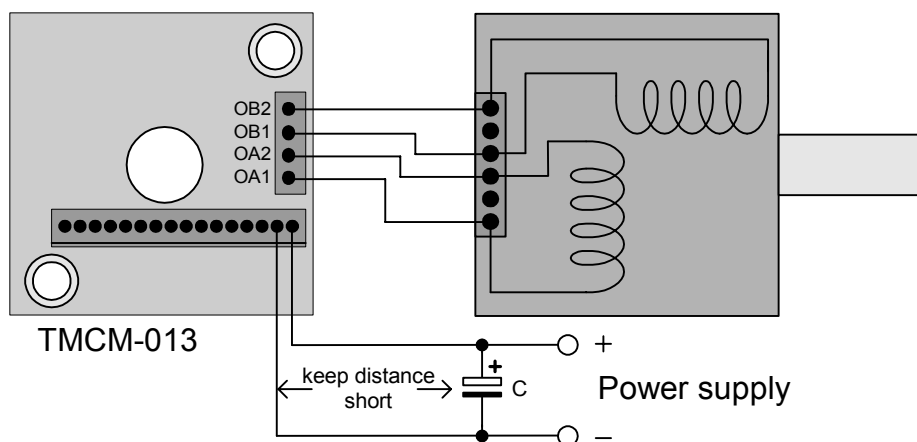 OB2
OB1
OA2
OA1
TMCM-013
+
+
keep distance
short
C
Power supply
–